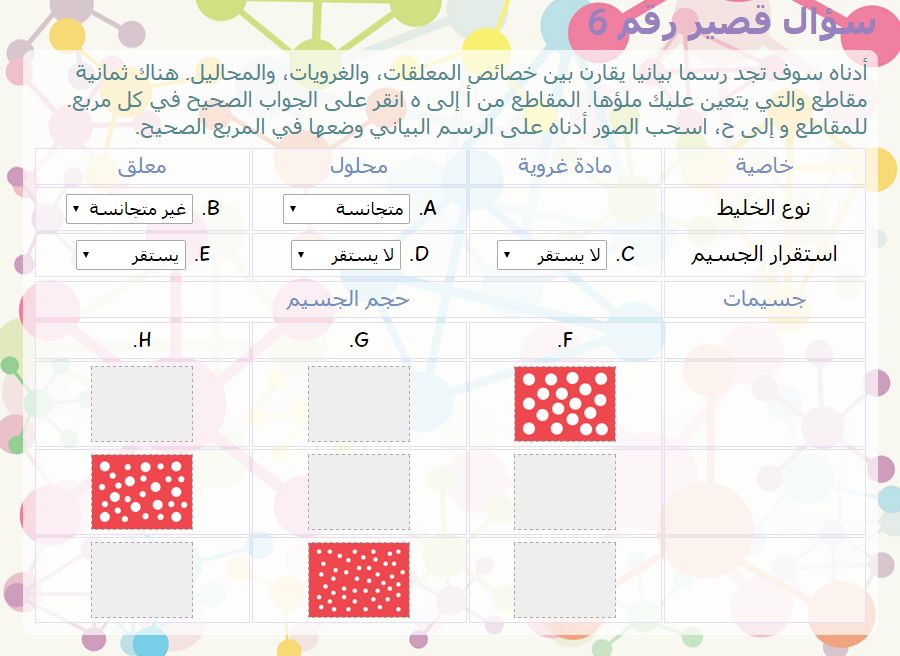 سؤال قصير رقم 6
أدناه سوف تجد رسما بيانيا يقارن بين خصائص المعلقات، والغرويات، والمحاليل. هناك ثمانية
مقاطع والتي يتعين عليك ملؤها. المقاطع من أ إلى ه انقر على الجواب الصحيح في كل مربع.
للمقاطع و إلى ح، اسحب الصور أدناه على الرسم البياني وضعها في المربع الصحيح.
خاصية مادة غروية محلول معلق
نوع الخليط A. متجانسة B. غير متجانسة
استقرار الجسيم C. لا يستقر D. لا يستقر E. يستقر
جسيمات حجم الجسيم
F. G. H.